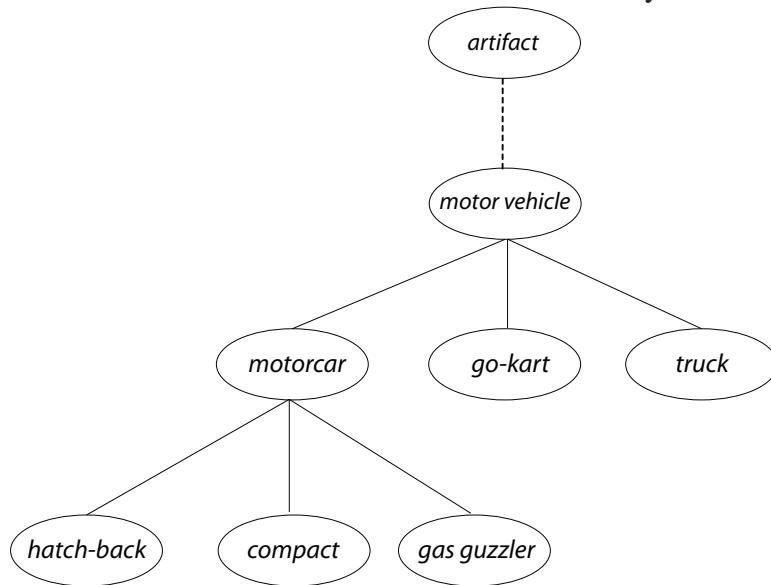 artifact
motor vehicle
motorcar
go-kart
truck
hatch-back
compact
gas guzzler